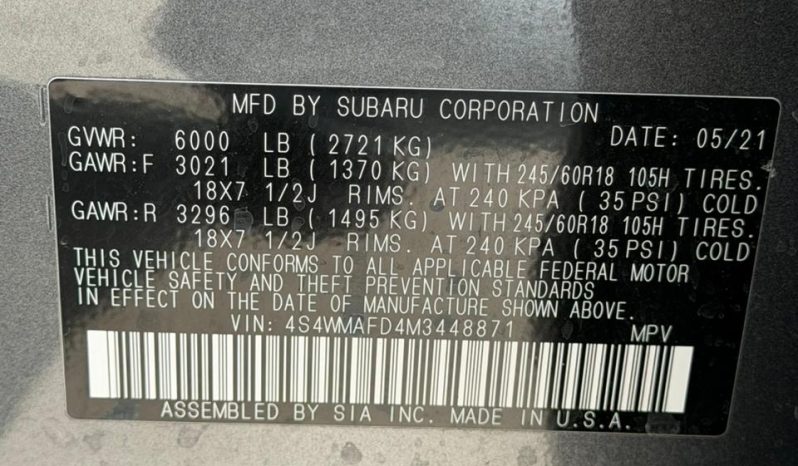 MFD BY SUBARU CORPORATION
GVWR: 6000 LB ( 2721 KG) DATE: 05/21
GAWR:F 3021 LB ( 1370 KG) WITH 245/60R18 105H TIRES.
18X7 1/2J RIMS. AT 240 KPA ( 35 PSI) COLD
GAWR:R 3296 LB ( 1495 KG) WITH 245/60R18 105H TIRES.
18X7 1/2J RIMS. AT 240 KPA ( 35 PSI) COLD
THIS VEHICLE CONFORMS TO ALL APPLICABLE FEDERAL MOTOR
VEHICLE SAFETY AND THEFT PREVENTION STANDARDS
IN EFFECT ON THE DATE OF MANUFACTURE SHOWN ABOVE.
VIN: 4S4WMAFD4M3448871 MPV
ASSEMBLED BY SIA INC. MADE IN U.S.A.